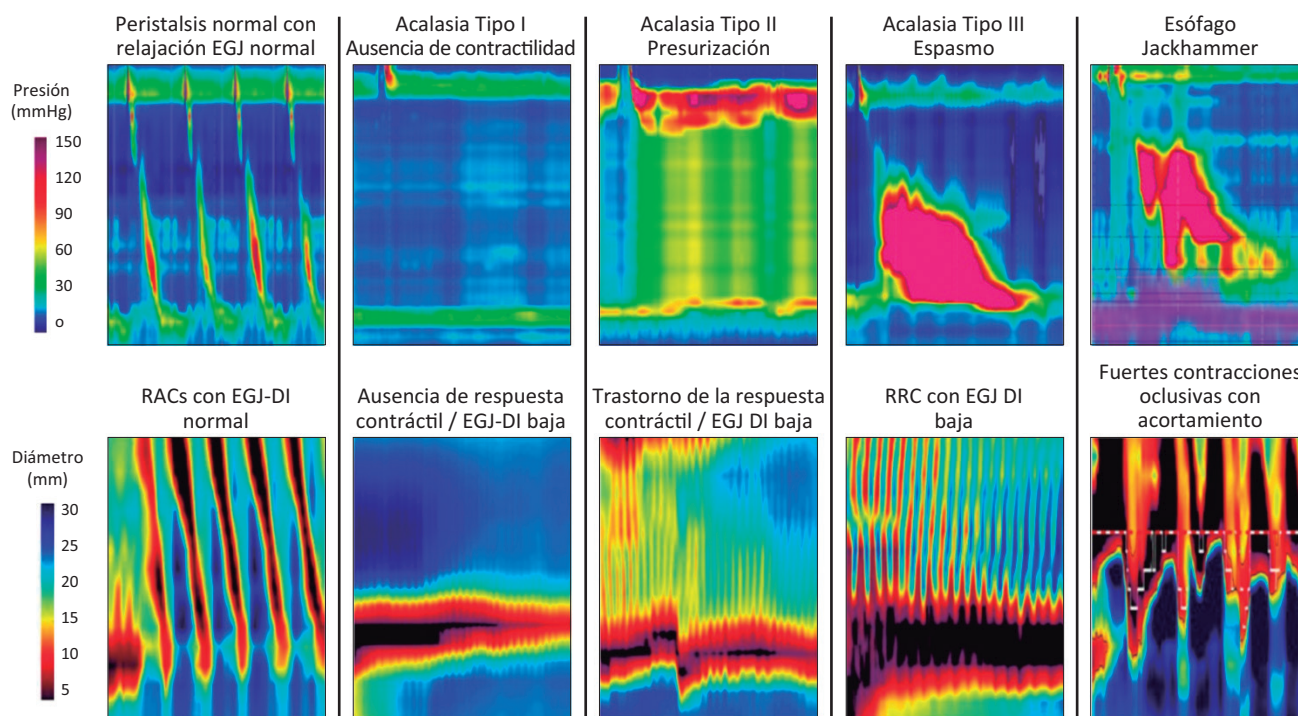 Peristalsis normal con
relajación EGJ normal
Acalasia Tipo I
Ausencia de contractilidad
Acalasia Tipo II
Presurización
Acalasia Tipo III
Espasmo
Esófago
Jackhammer
Presión
(mmHg)
150
120
90
60
30
0
RACs con EGJ-DI
normal
Ausencia de respuesta
contráctil / EGJ-DI baja
Trastorno de la respuesta
contráctil / EGJ DI baja
RRC con EGJ DI
baja
Fuertes contracciones
oclusivas con
acortamiento
Diámetro
(mm)
30
25
20
15
10
5